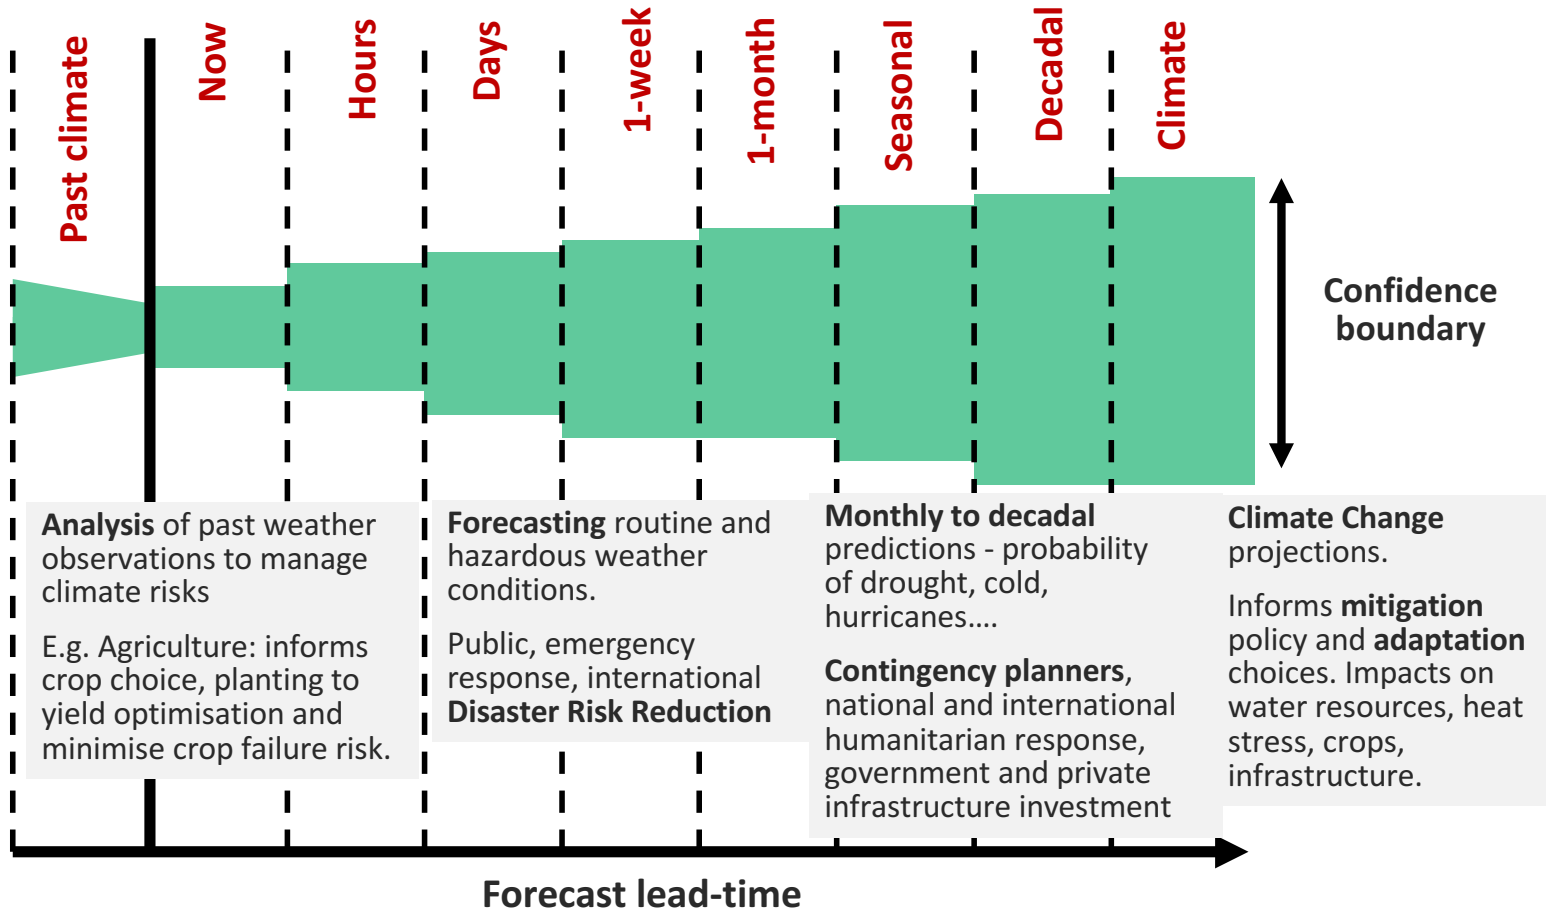 Past climate
Now
Hours
Days
1-week
1-month
Seasonal
Decadal
Climate
Confidence
boundary
Analysis of past weather
observations to manage
climate risks
E.g. Agriculture: informs
crop choice, planting to
yield optimisation and
minimise crop failure risk.
Forecasting routine and
hazardous weather
conditions.
Public, emergency
response, international
Disaster Risk Reduction
Monthly to decadal
predictions - probability
of drought, cold,
hurricanes....
Contingency planners,
national and international
humanitarian response,
government and private
infrastructure investment
Climate Change
projections.
Informs mitigation
policy and adaptation
choices. Impacts on
water resources, heat
stress, crops,
infrastructure.
Forecast lead-time